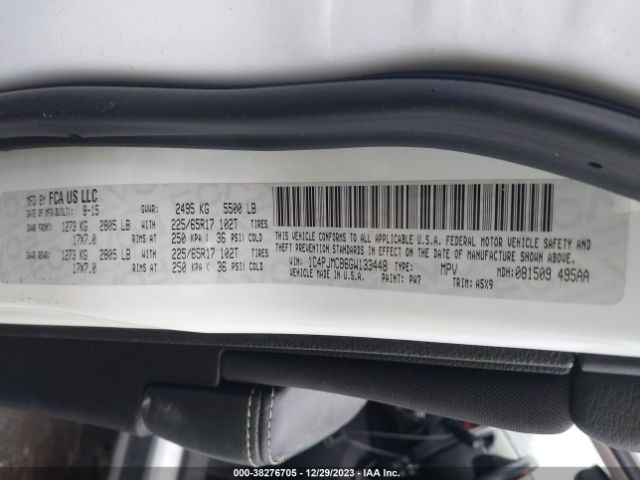 MFD BY FCA US LLC
DATE OF MFR(BUILT): 8-15 GVWR: 2495 KG 5500 LB
GAWR FRONT: 1273 KG 2805 LB WITH 225/65R17 102T TIRES
17X7.0 RIMS AT 250 KPA ( 36 PSI) COLD
GAWR REAR: 1273 KG 2805 LB WITH 225/65R17 102T TIRES
17X7.0 RIMS AT 250 KPA ( 36 PSI) COLD
THIS VEHICLE CONFORMS TO ALL APPLICABLE U.S.A. FEDERAL MOTOR VEHICLE SAFETY, BUMPER AND
THEFT PREVENTION STANDARDS IN EFFECT ON THE DATE OF MANUFACTURE SHOWN ABOVE.
VIN: 1C4PJMCB6GW133448 TYPE: MPV MDH: 081509 495AA
VEHICLE MADE IN U.S.A. PAINT: PW7 TRIM: A5X9
000-38276705 - 12/29/2023 - IAA Inc.